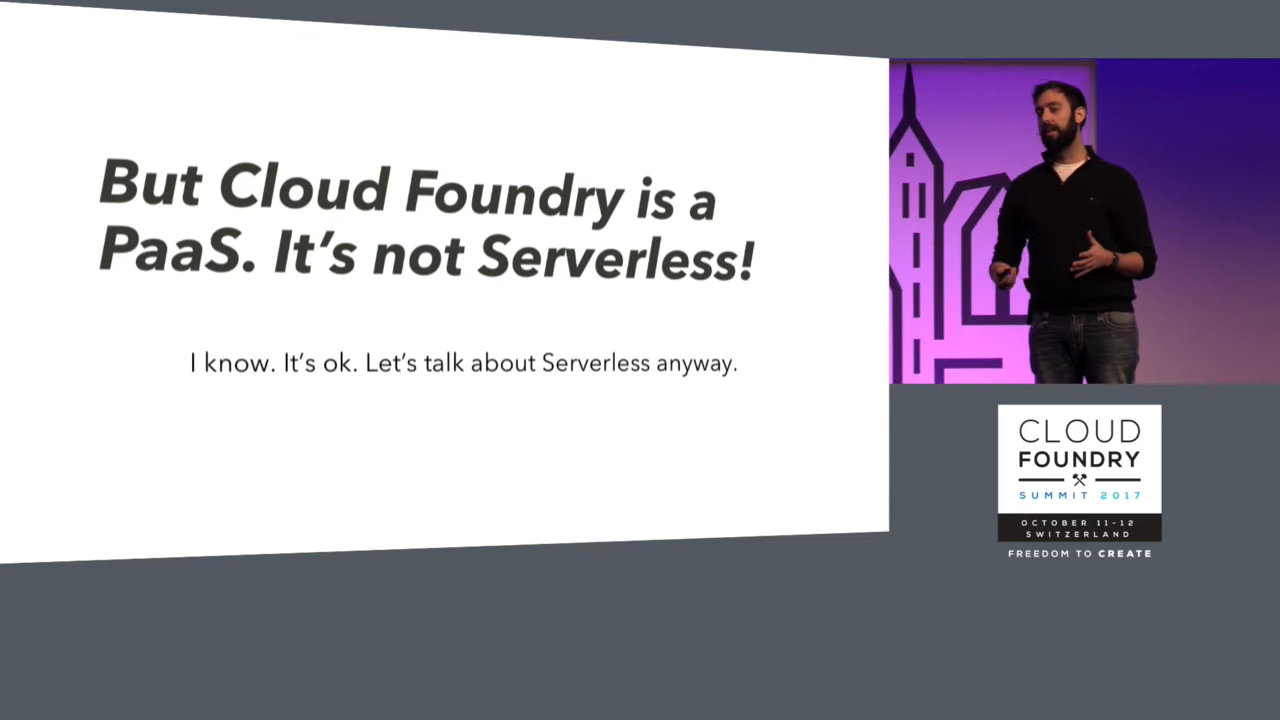 But Cloud Foundry is a
PaaS. It's not Serverless!
I know. It's ok. Let's talk about Serverless anyway.
CLOUD
FOUNDRY
SUMMIT 2017
OCTOBER 11-12
SWITZERLAND
FREEDOM TO CREATE